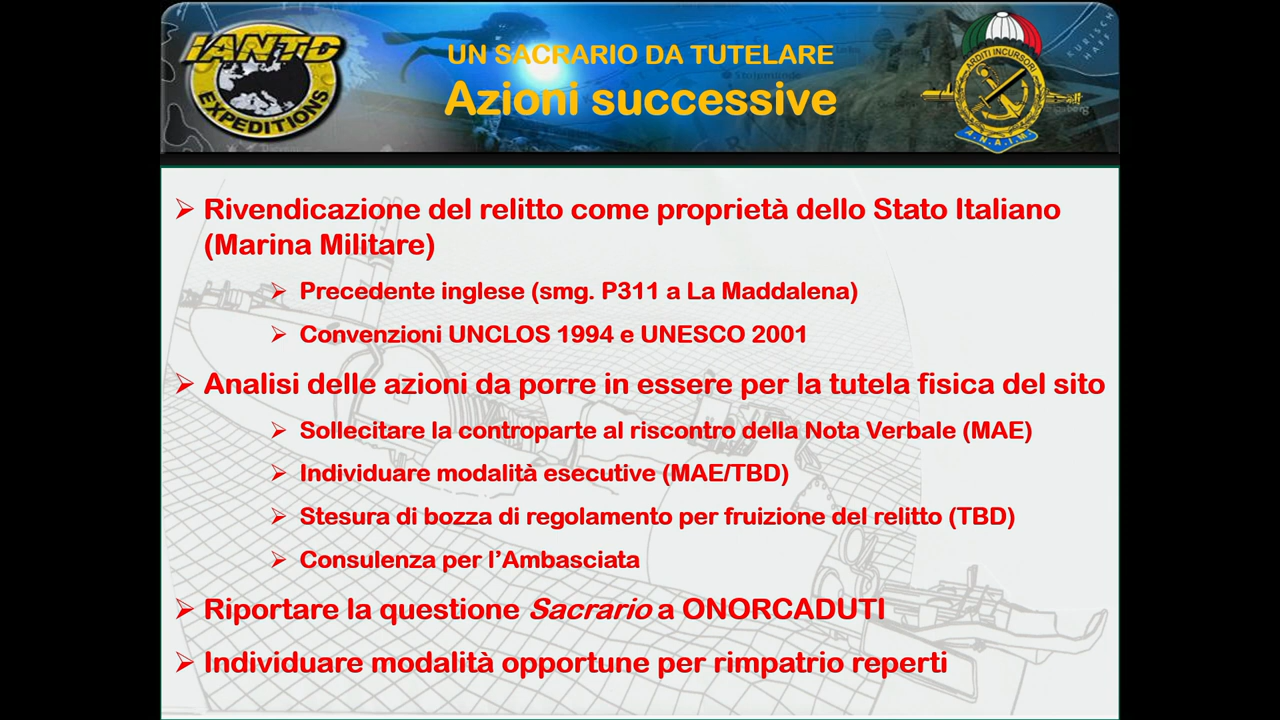 IANTD
EXPEDITIONS
UN SACRARIO DA TUTELARE
Azioni successive
ARDITI INCURSORI
A.N.A.I.M.
KURISCH
HAFF
Rivendicazione del relitto come proprietà dello Stato Italiano
(Marina Militare)
Precedente inglese (smg. P311 a La Maddalena)
Convenzioni UNCLOS 1994 e UNESCO 2001
Analisi delle azioni da porre in essere per la tutela fisica del sito
Sollecitare la controparte al riscontro della Nota Verbale (MAE)
Individuare modalità esecutive (MAE/TBD)
Stesura di bozza di regolamento per fruizione del relitto (TBD)
Consulenza per l’Ambasciata
Riportare la questione Sacrario a ONORCADUTI
Individuare modalità opportune per rimpatrio reperti